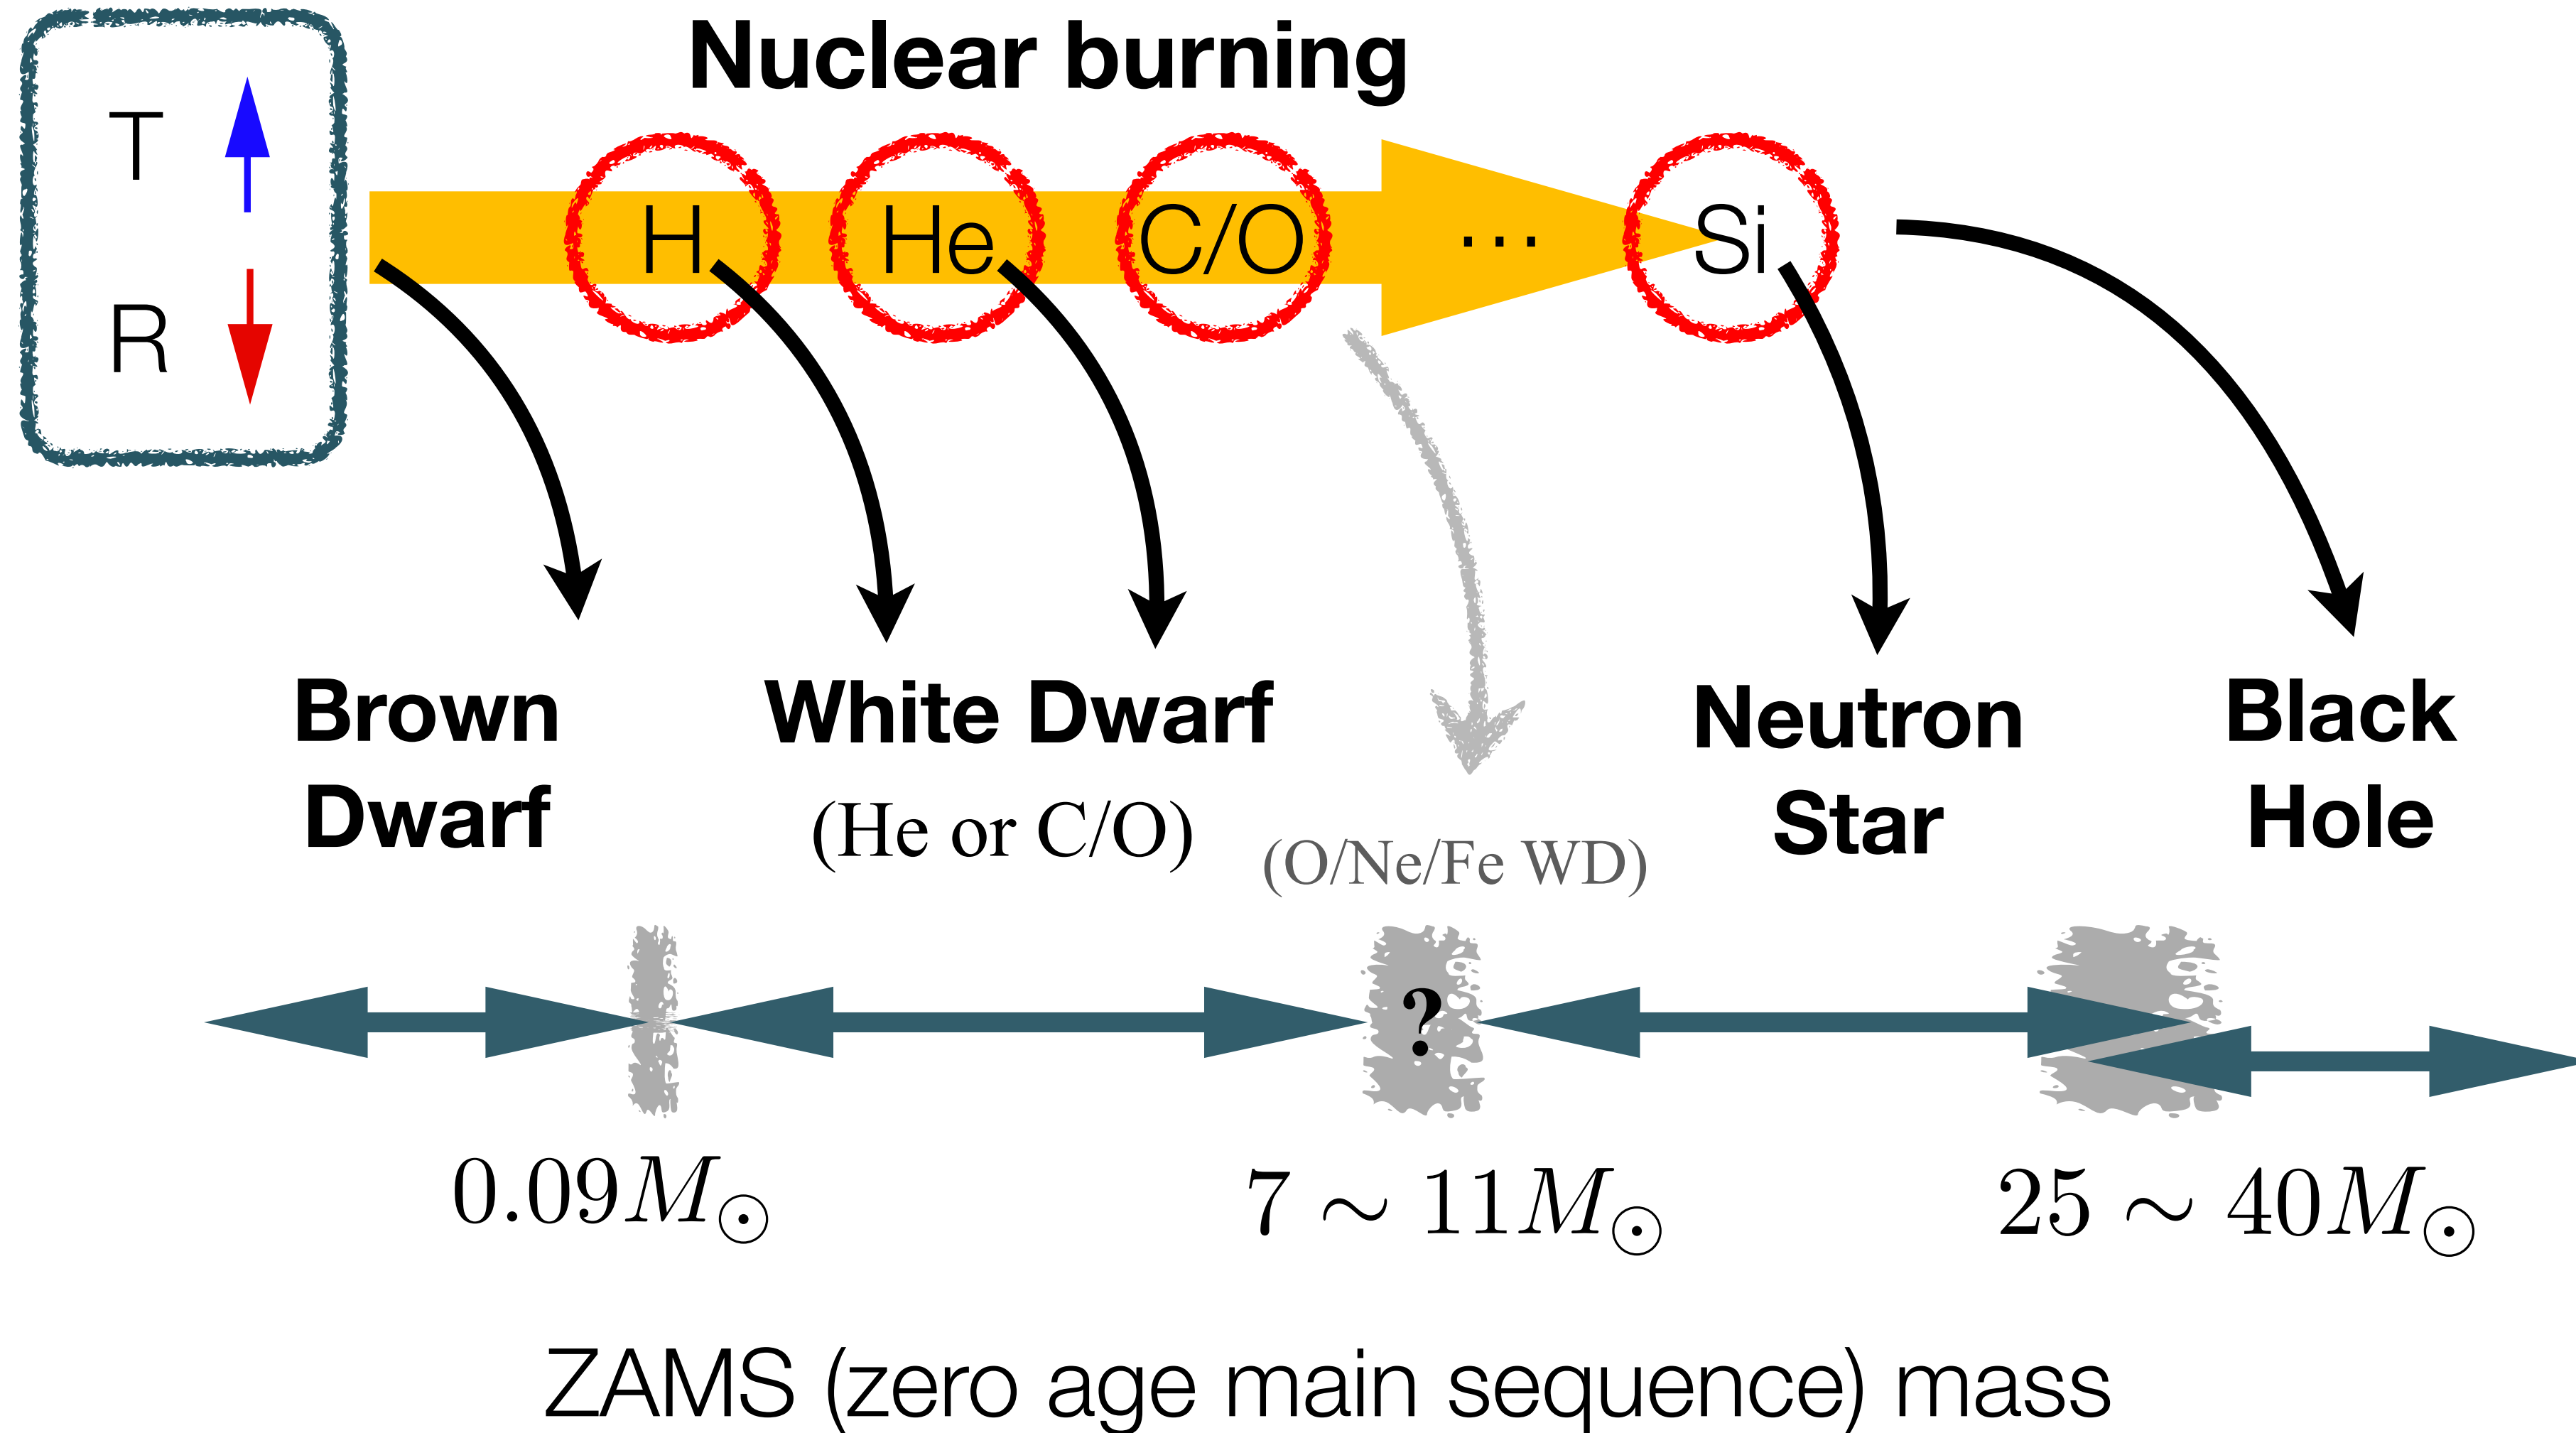 Nuclear burning
T
R
H He C/O ... Si
Brown
Dwarf
White Dwarf
(He or C/O)
(O/Ne/Fe WD)
Neutron
Star
Black
Hole
?
0.09M⊙
7 ~ 11M⊙
25 ~ 40M⊙
ZAMS (zero age main sequence) mass